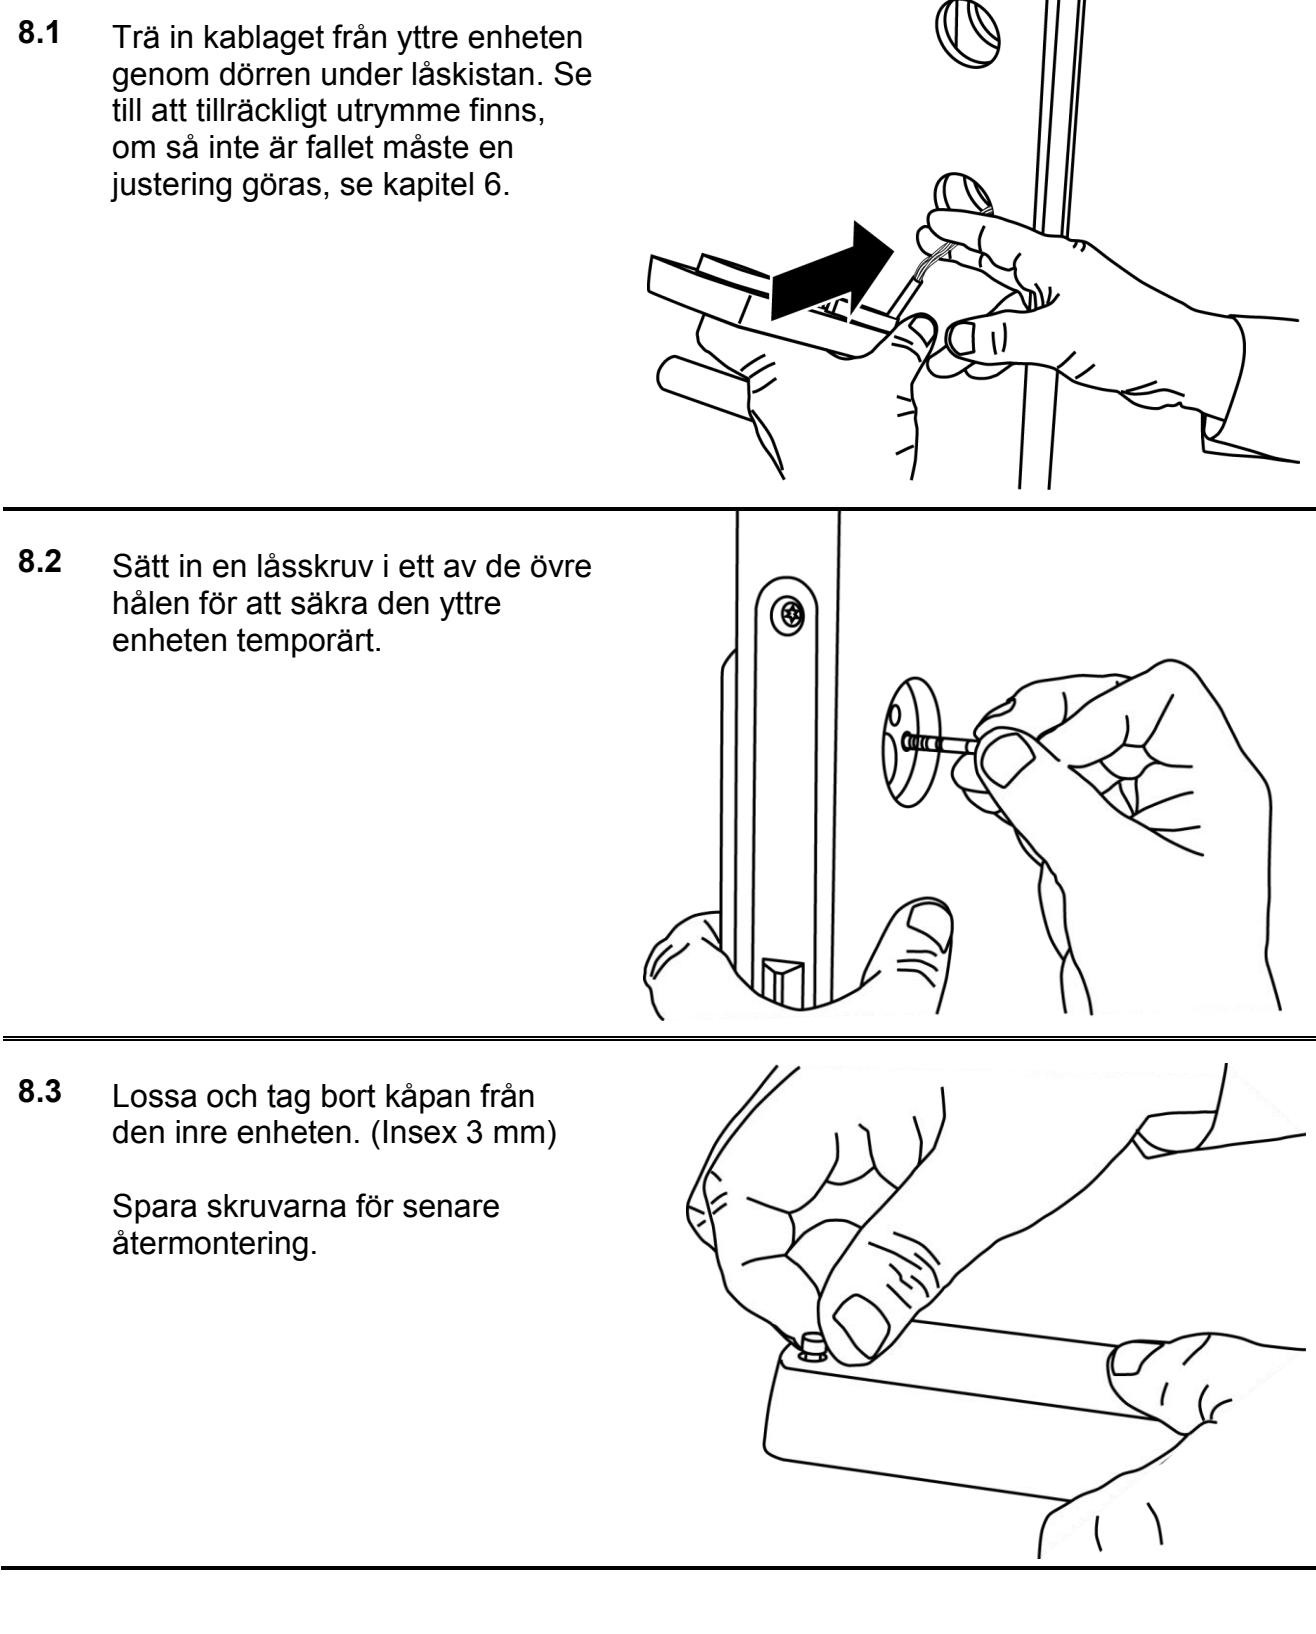 8.1 Trä in kablaget från yttre enheten
genom dörren under låskistan. Se
till att tillräckligt utrymme finns,
om så inte är fallet måste en
justering göras, se kapitel 6.
8.2 Sätt in en låsskruv i ett av de övre
hålen för att säkra den yttre
enheten temporärt.
8.3 Lossa och tag bort kåpan från
den inre enheten. (Insex 3 mm)
Spara skruvarna för senare
återmontering.